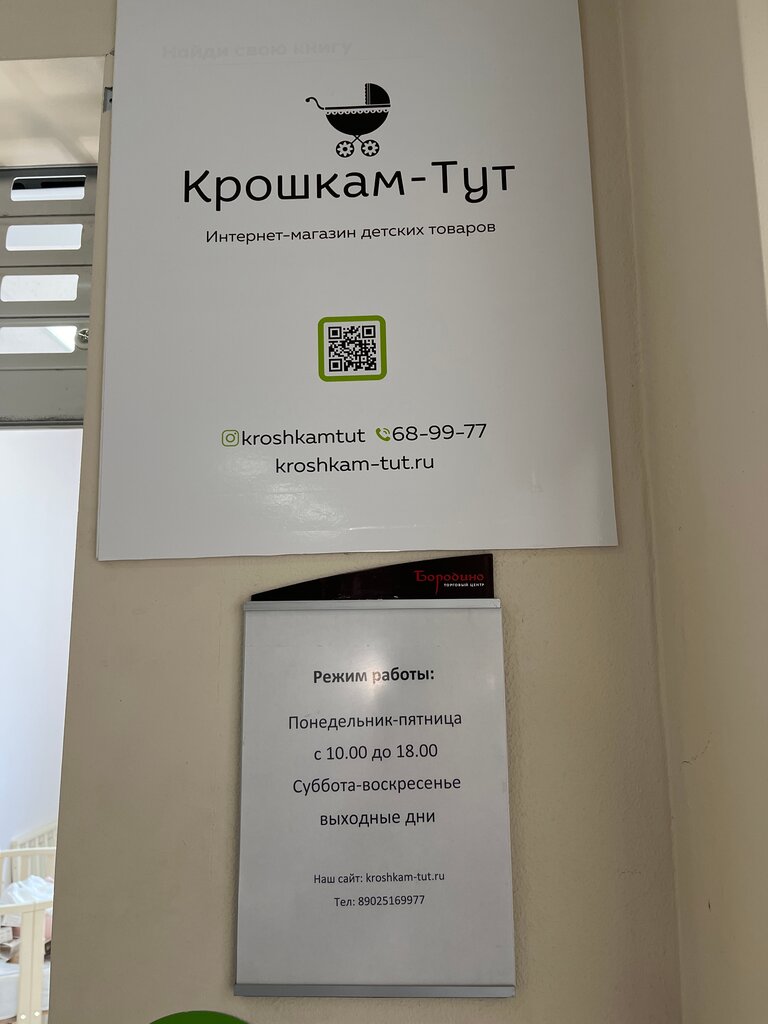 Найди свою книгу
Крошкам-Тут
Интернет-магазин детских товаров
kroshkamtut 68-99-77
kroshkam-tut.ru
Бородино
ТОРГОВЫЙ ЦЕНТР
Режим работы:
Понедельник-пятница
с 10.00 до 18.00
Суббота-воскресенье
выходные дни
Наш сайт: kroshkam-tut.ru
Тел: 89025169977